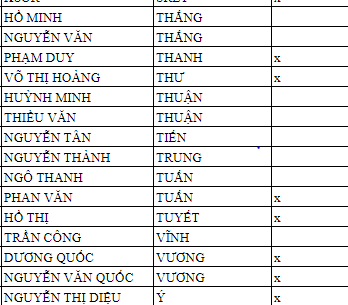 HỒ MINH THẮNG
NGUYỄN VĂN THẮNG
PHẠM DUY THANH x
VÕ THỊ HOÀNG THƯ x
HUỲNH MINH THUẬN
THIỀU VĂN THUẬN
NGUYỄN TẤN TIẾN
NGUYỄN THÀNH TRUNG
NGÔ THANH TUẤN
PHAN VĂN TUẤN x
HỒ THỊ TUYẾT x
TRẦN CÔNG VĨNH
DƯƠNG QUỐC VƯƠNG x
NGUYỄN VĂN QUỐC VƯƠNG x
NGUYỄN THỊ DIỆU Ý x